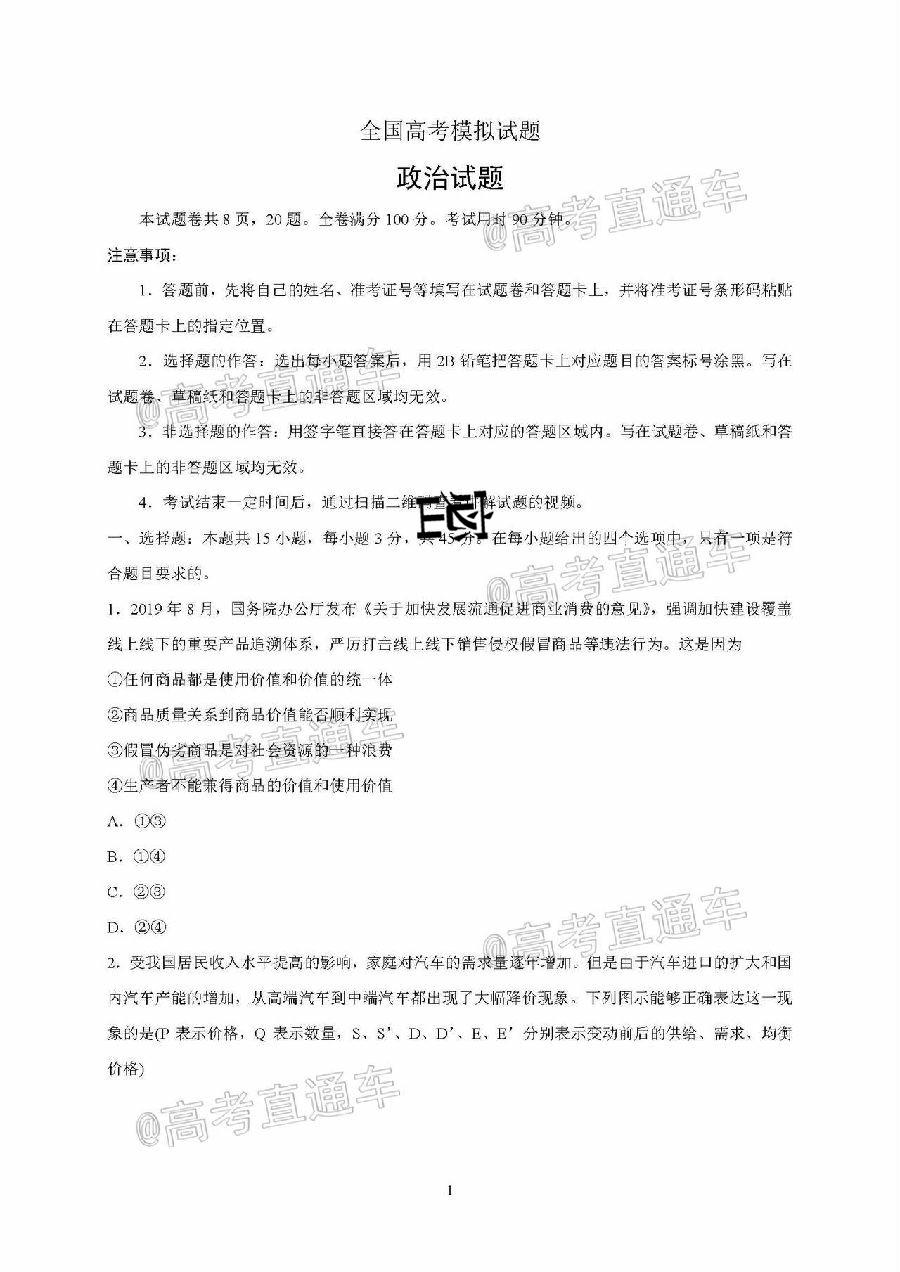 全国高考模拟试题
政治试题
本试题卷共 8 页，20 题。全卷满分 100 分。考试用时 90 分钟。
注意事项：
1．答题前，先将自己的姓名、准考证号等填写在试题卷和答题卡上，并将准考证号条形码粘贴
在答题卡上的指定位置。
2．选择题的作答：选出每小题答案后，用 2B 铅笔把答题卡上对应题目的答案标号涂黑。写在
试题卷、草稿纸和答题卡上的非答题区域均无效。
3．非选择题的作答：用签字笔直接答在答题卡上对应的答题区域内。写在试题卷、草稿纸和答
题卡上的非答题区域均无效。
4．考试结束一定时间后，通过扫描二维 解试题的视频。
一、选择题：本题共 15 小题，每小题 3 分，共 45 分。在每小题给出的四个选项中，只有一项是符
合题目要求的。
1．2019 年 8 月，国务院办公厅发布《关于加快发展流通促进商业消费的意见》，强调加快建设覆盖
线上线下的重要产品追溯体系，严厉打击线上线下销售侵权假冒商品等违法行为。这是因为
①任何商品都是使用价值和价值的统一体
②商品质量关系到商品价值能否顺利实现
③假冒伪劣商品是对社会资源的一种浪费
④生产者不能兼得商品的价值和使用价值
A．①③
B．①④
C．②③
D．②④
2．受我国居民收入水平提高的影响，家庭对汽车的需求量逐年增加。但是由于汽车进口的扩大和国
内汽车产能的增加，从高端汽车到中端汽车都出现了大幅降价现象。下列图示能够正确表达这一现
象的是(P 表示价格，Q 表示数量，S、S′、D、D′、E、E′分别表示变动前后的供给、需求、均衡
价格)
1
@高考直通车
@高考直通车
@高考直通车
@高考直通车
@高考直通车
@高考直通车